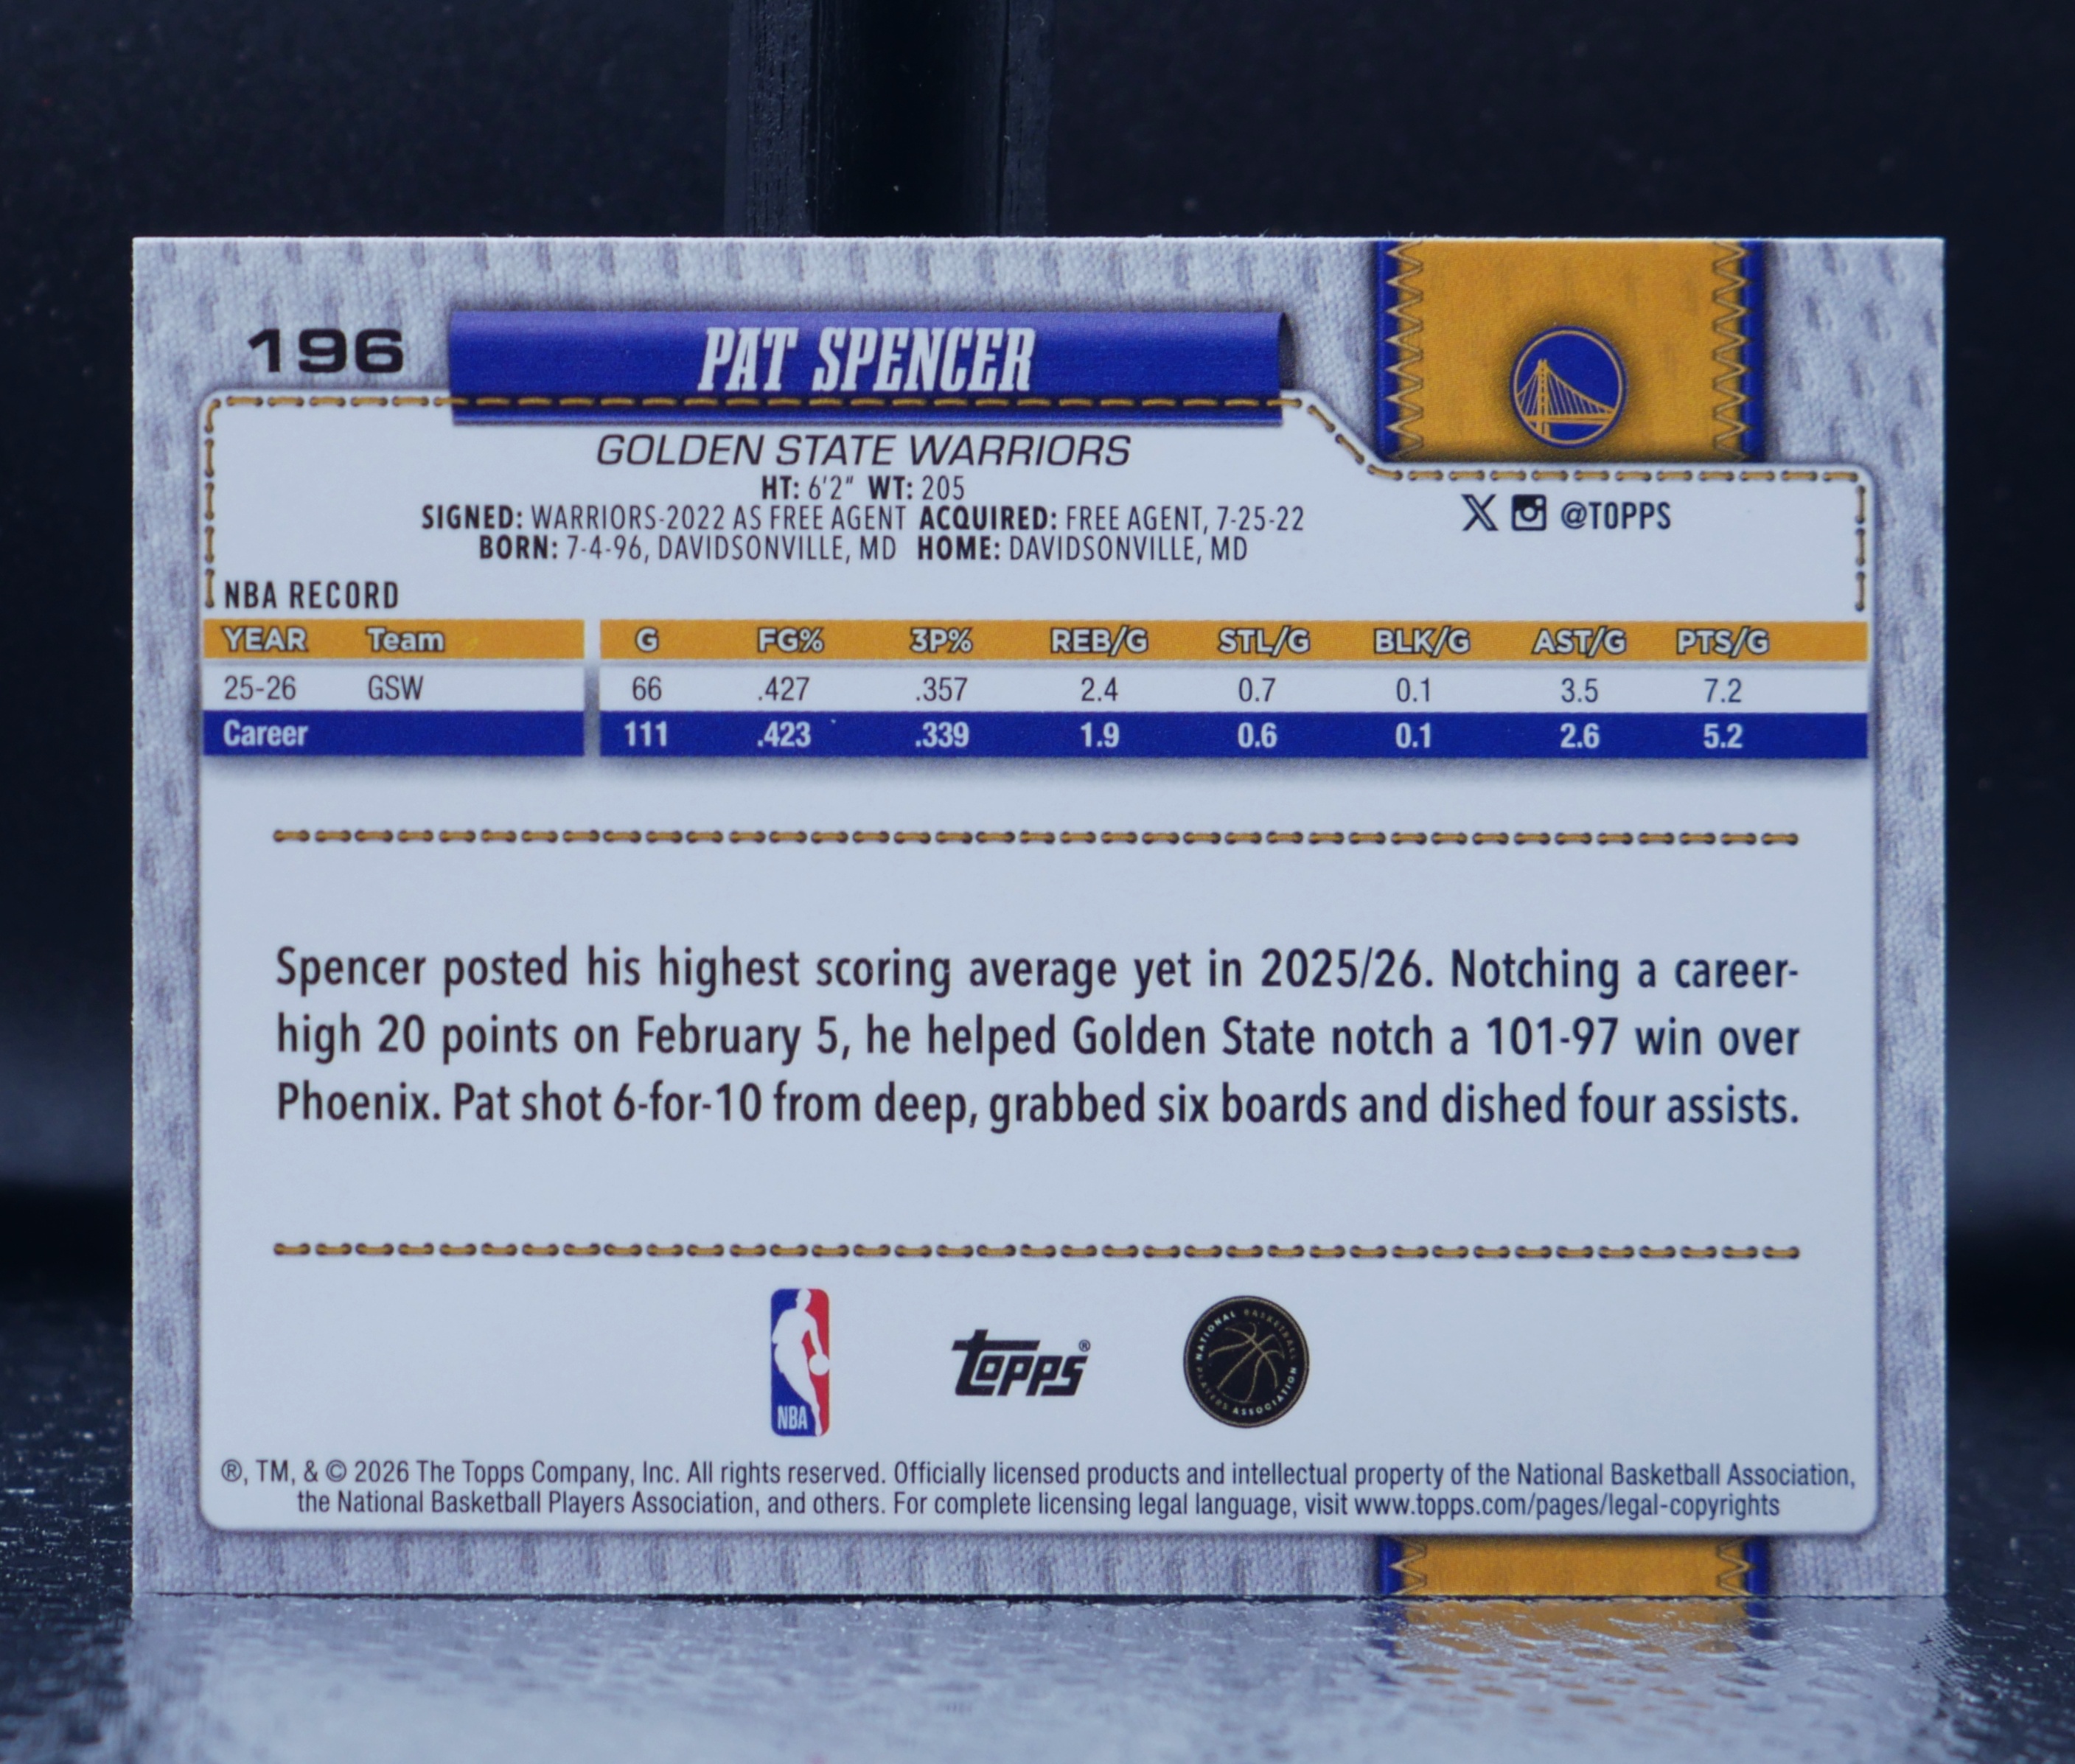 196
PAT SPENCER
GOLDEN STATE WARRIORS
HT: 6'2" WT: 205
SIGNED: WARRIORS-2022 AS FREE AGENT ACQUIRED: FREE AGENT, 7-25-22
BORN: 7-4-96, DAVIDSONVILLE, MD HOME: DAVIDSONVILLE, MD
@TOPPS
NBA RECORD
YEAR Team G FG% 3P% REB/G STL/G BLK/G AST/G PTS/G
25-26 GSW 66 .427 .357 2.4 0.7 0.1 3.5 7.2
Career 111 .423 .339 1.9 0.6 0.1 2.6 5.2
Spencer posted his highest scoring average yet in 2025/26. Notching a career-
high 20 points on February 5, he helped Golden State notch a 101-97 win over
Phoenix. Pat shot 6-for-10 from deep, grabbed six boards and dished four assists.
NBA
Topps®
NATIONAL BASKETBALL PLAYERS ASSOCIATION
®, TM, & © 2026 The Topps Company, Inc. All rights reserved. Officially licensed products and intellectual property of the National Basketball Association,
the National Basketball Players Association, and others. For complete licensing legal language, visit www.topps.com/pages/legal-copyrights